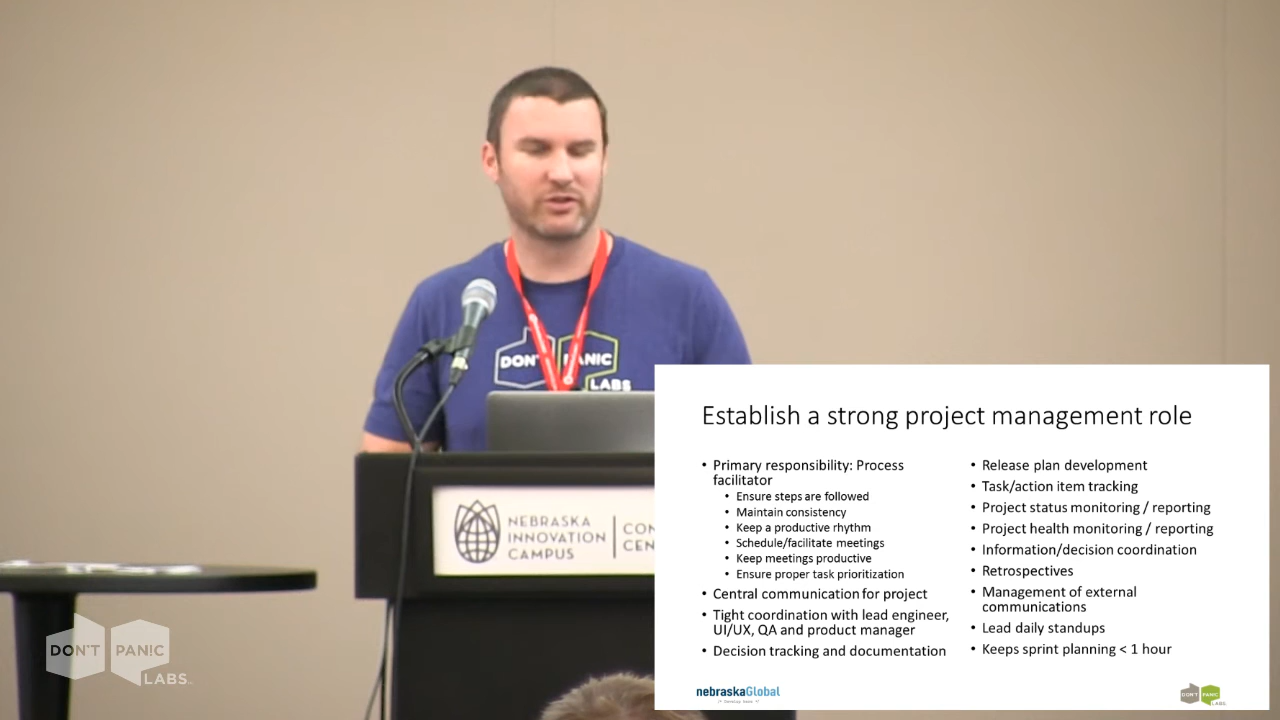 DON'T PANIC
LABS
NEBRASKA
INNOVATION
CAMPUS
Establish a strong project management role
• Primary responsibility: Process
facilitator
• Ensure steps are followed
• Maintain consistency
• Keep a productive rhythm
• Schedule/facilitate meetings
• Keep meetings productive
• Ensure proper task prioritization
• Central communication for project
• Tight coordination with lead engineer,
UI/UX, QA and product manager
• Decision tracking and documentation
• Release plan development
• Task/action item tracking
• Project status monitoring / reporting
• Project health monitoring / reporting
• Information/decision coordination
• Retrospectives
• Management of external
communications
• Lead daily standups
• Keeps sprint planning < 1 hour
nebraskaGlobal
DON'T PANIC
LABS
DON'T PAN!C
LABS